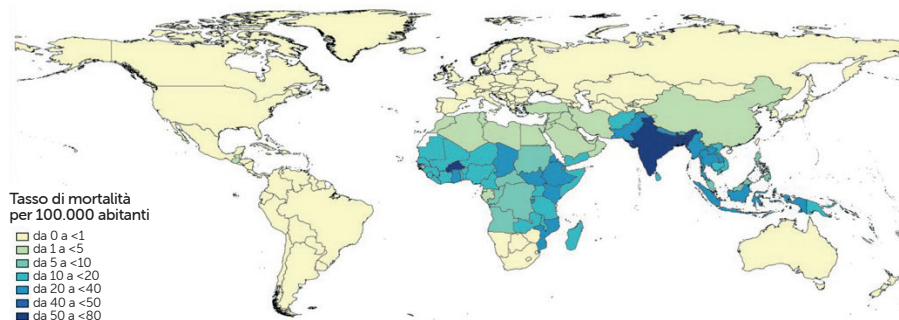 Tasso di mortalità
per 100.000 abitanti
da 0 a <1
da 1 a <5
da 5 a <10
da 10 a <20
da 20 a <40
da 40 a <50
da 50 a <80